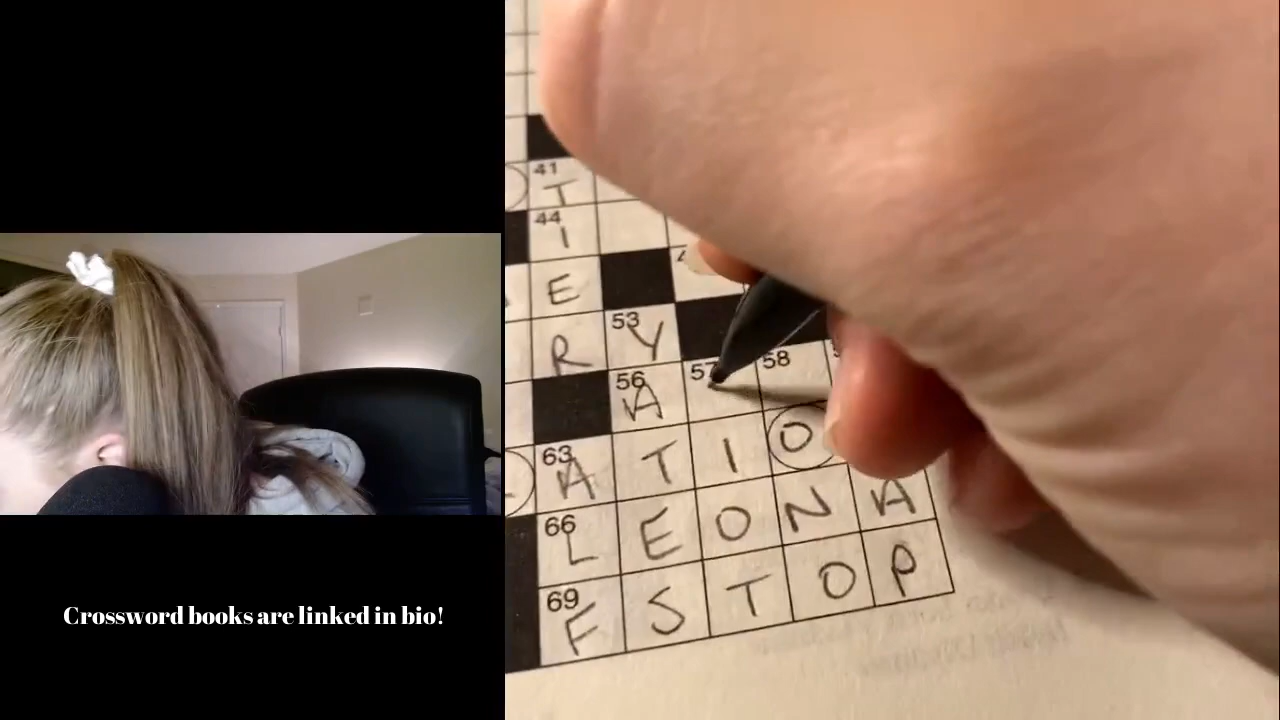 41
T
44
I
E
53
R Y
56 57 58
A
63
A T I O
66
L E O N A
69
F S T O P
Crossword books are linked in bio!